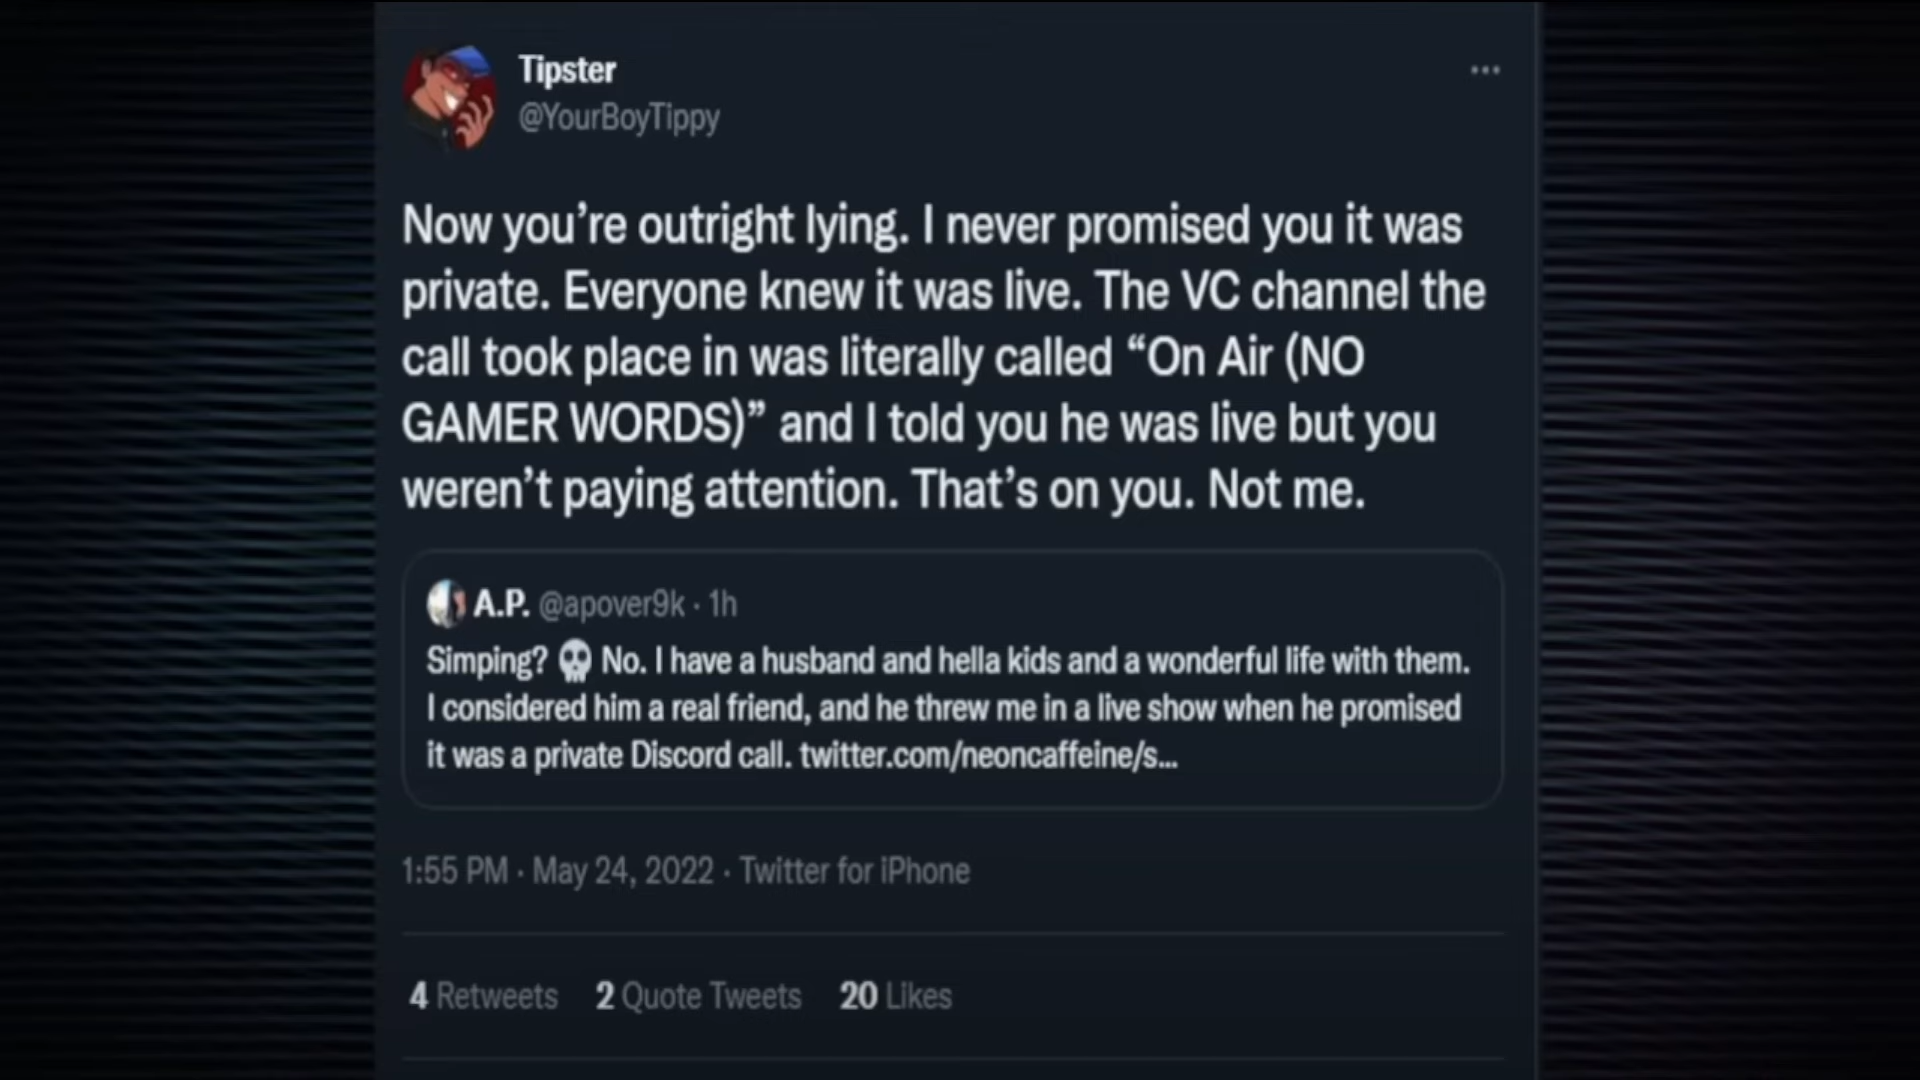 Tipster
@YourBoyTippy
Now you’re outright lying. I never promised you it was
private. Everyone knew it was live. The VC channel the
call took place in was literally called “On Air (NO
GAMER WORDS)” and I told you he was live but you
weren’t paying attention. That’s on you. Not me.
A.P. @apover9k · 1h
Simping? 💀 No. I have a husband and hella kids and a wonderful life with them.
I considered him a real friend, and he threw me in a live show when he promised
it was a private Discord call. twitter.com/neoncaffeine/s...
1:55 PM · May 24, 2022 · Twitter for iPhone
4 Retweets 2 Quote Tweets 20 Likes